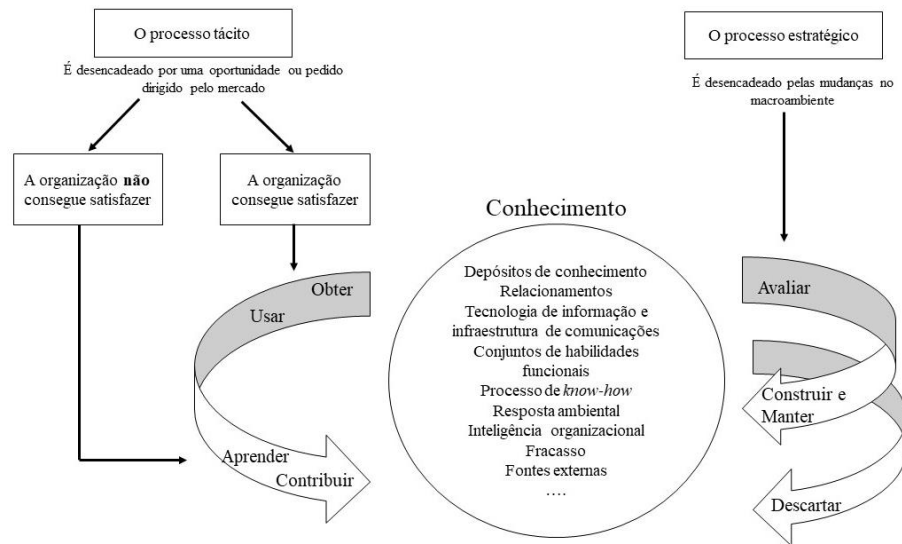 O processo tácito
É desencadeado por uma oportunidade ou pedido
dirigido pelo mercado
A organização não
consegue satisfazer
A organização
consegue satisfazer
Obter
Usar
Aprender
Contribuir
Conhecimento
Depósitos de conhecimento
Relacionamentos
Tecnologia de informação e
infraestrutura de comunicações
Conjuntos de habilidades
funcionais
Processo de know-how
Resposta ambiental
Inteligência organizacional
Fracasso
Fontes externas
....
O processo estratégico
É desencadeado pelas mudanças no
macroambiente
Avaliar
Construir e
Manter
Descartar